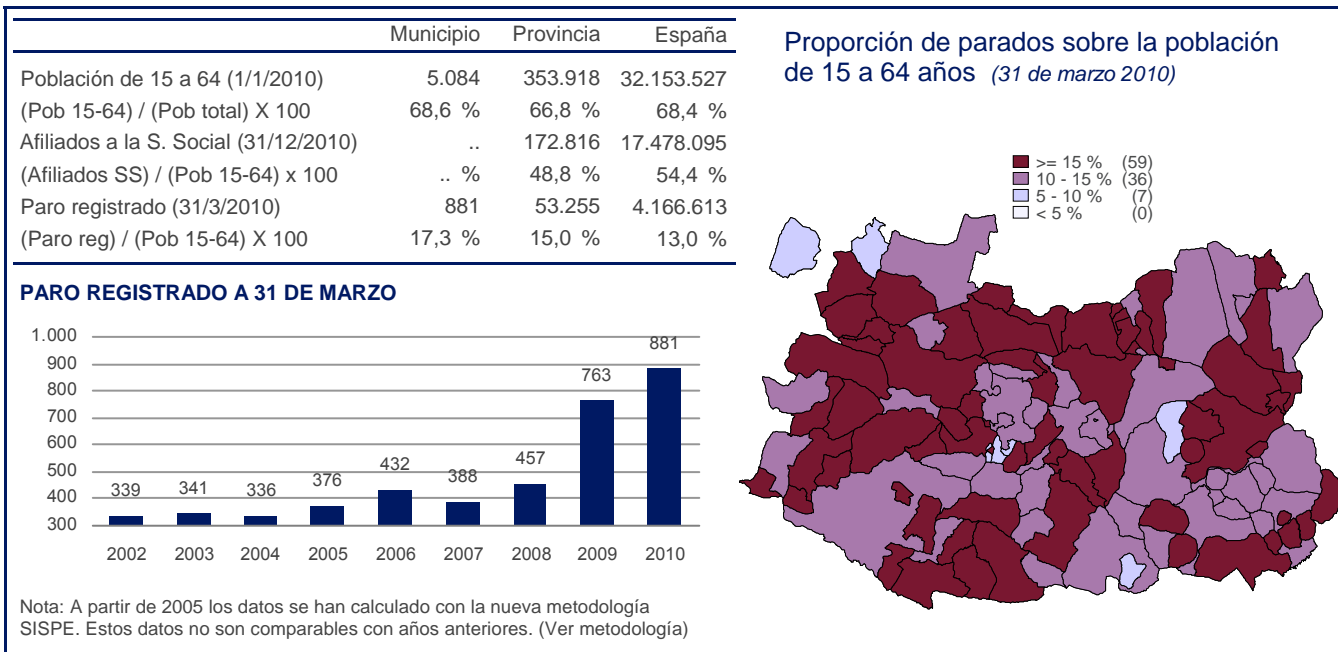 Municipio Provincia España
Población de 15 a 64 (1/1/2010) 5.084 353.918 32.153.527
(Pob 15-64) / (Pob total) X 100 68,6 % 66,8 % 68,4 %
Afiliados a la S. Social (31/12/2010) .. 172.816 17.478.095
(Afiliados SS) / (Pob 15-64) x 100 .. % 48,8 % 54,4 %
Paro registrado (31/3/2010) 881 53.255 4.166.613
(Paro reg) / (Pob 15-64) X 100 17,3 % 15,0 % 13,0 %
PARO REGISTRADO A 31 DE MARZO
1.000
900
800
700
600
500
400
300
339 341 336 376 432 388 457 763 881
2002 2003 2004 2005 2006 2007 2008 2009 2010
Nota: A partir de 2005 los datos se han calculado con la nueva metodología
SISPE. Estos datos no son comparables con años anteriores. (Ver metodología)
Proporción de parados sobre la población
de 15 a 64 años (31 de marzo 2010)
>= 15 % (59)
10 - 15 % (36)
5 - 10 % (7)
< 5 % (0)